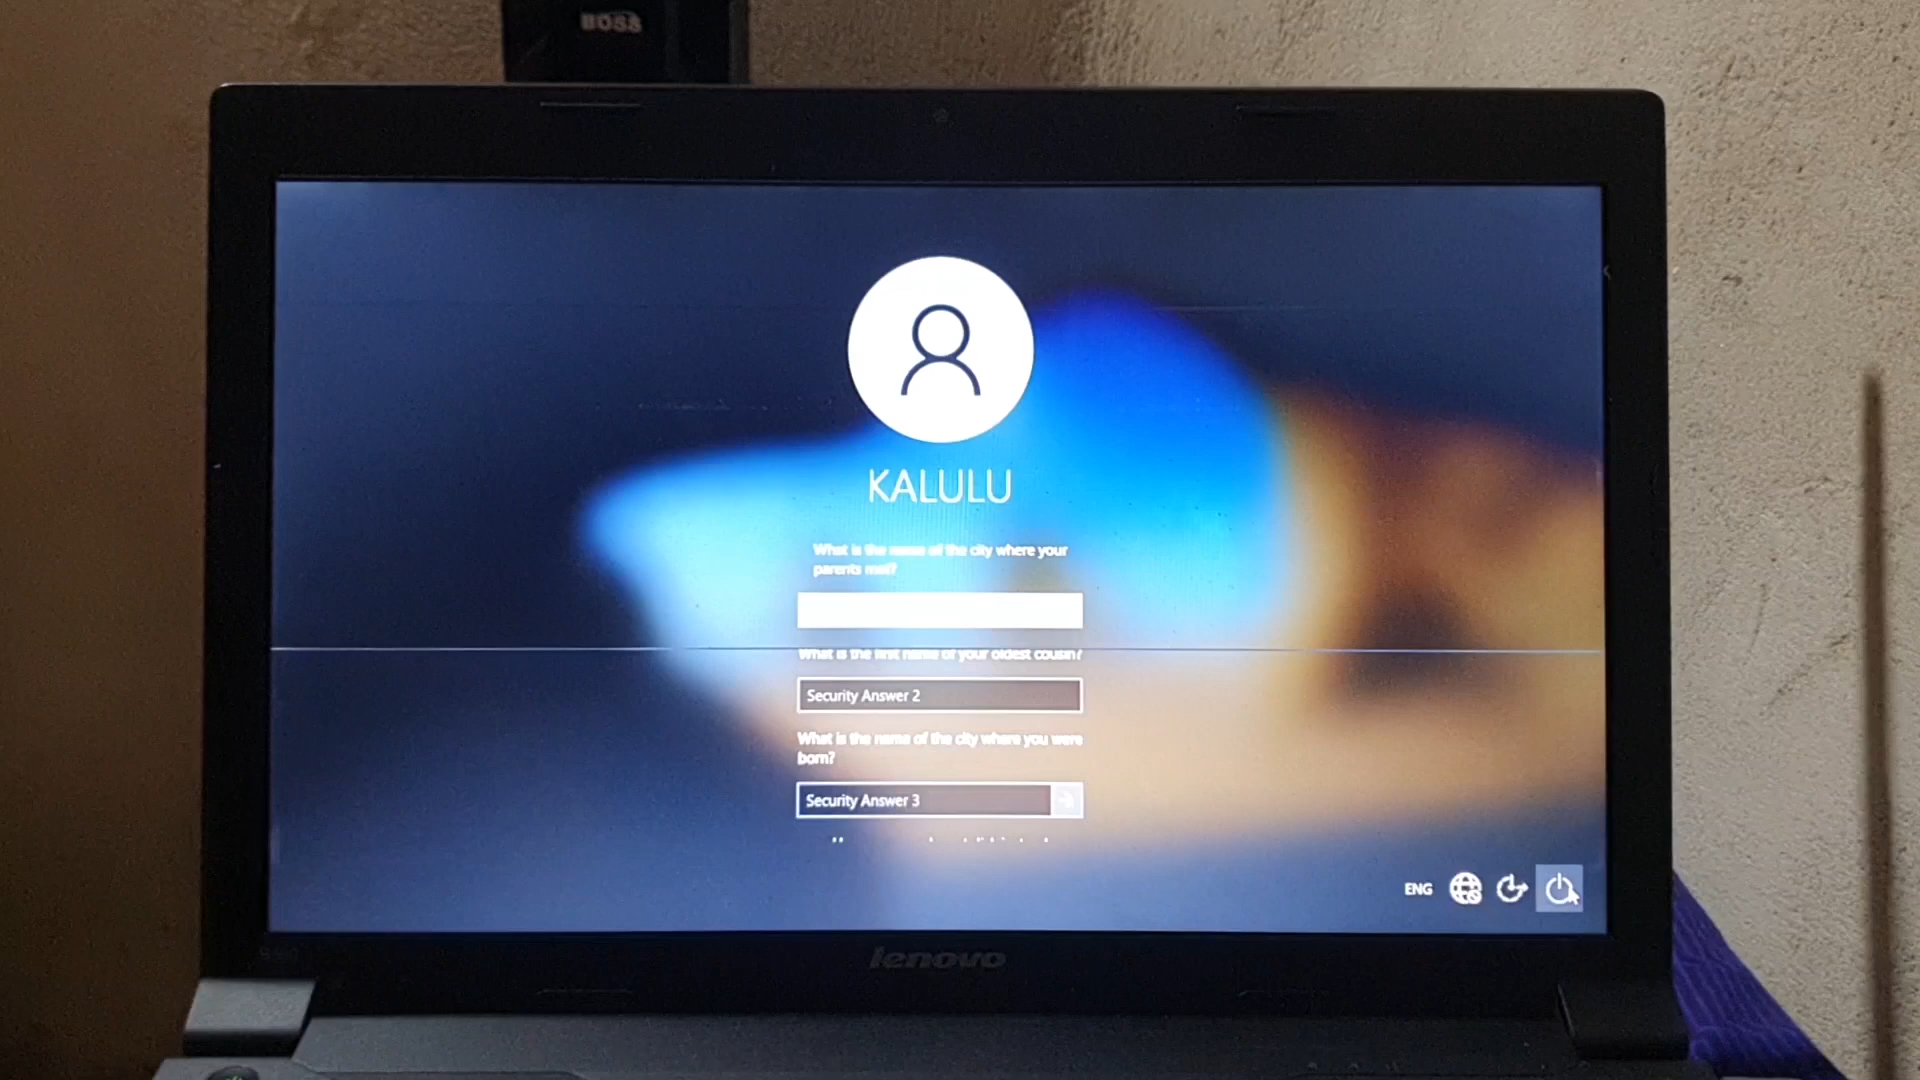 BOSS
KALULU
What is the name of the city where your
parents met?
What is the first name of your oldest cousin?
Security Answer 2
What is the name of the city where you were
born?
Security Answer 3
ENG
lenovo